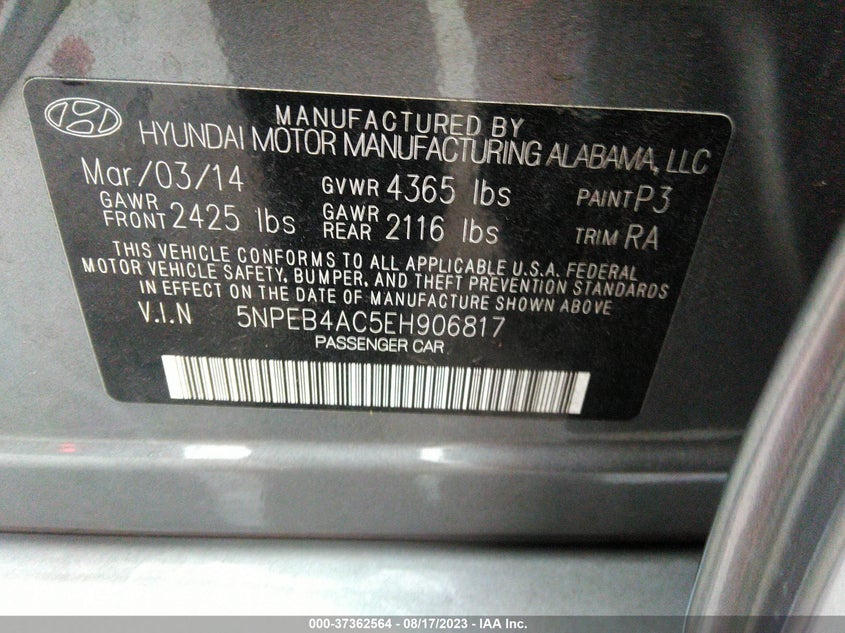 MANUFACTURED BY
HYUNDAI MOTOR MANUFACTURING ALABAMA, LLC
Mar/03/14 GVWR 4365 lbs PAINT P3
GAWR FRONT 2425 lbs GAWR REAR 2116 lbs TRIM RA
THIS VEHICLE CONFORMS TO ALL APPLICABLE U.S.A. FEDERAL
MOTOR VEHICLE SAFETY, BUMPER, AND THEFT PREVENTION STANDARDS
IN EFFECT ON THE DATE OF MANUFACTURE SHOWN ABOVE
V.I.N 5NPEB4AC5EH906817
PASSENGER CAR
000-37362564 - 08/17/2023 - IAA Inc.